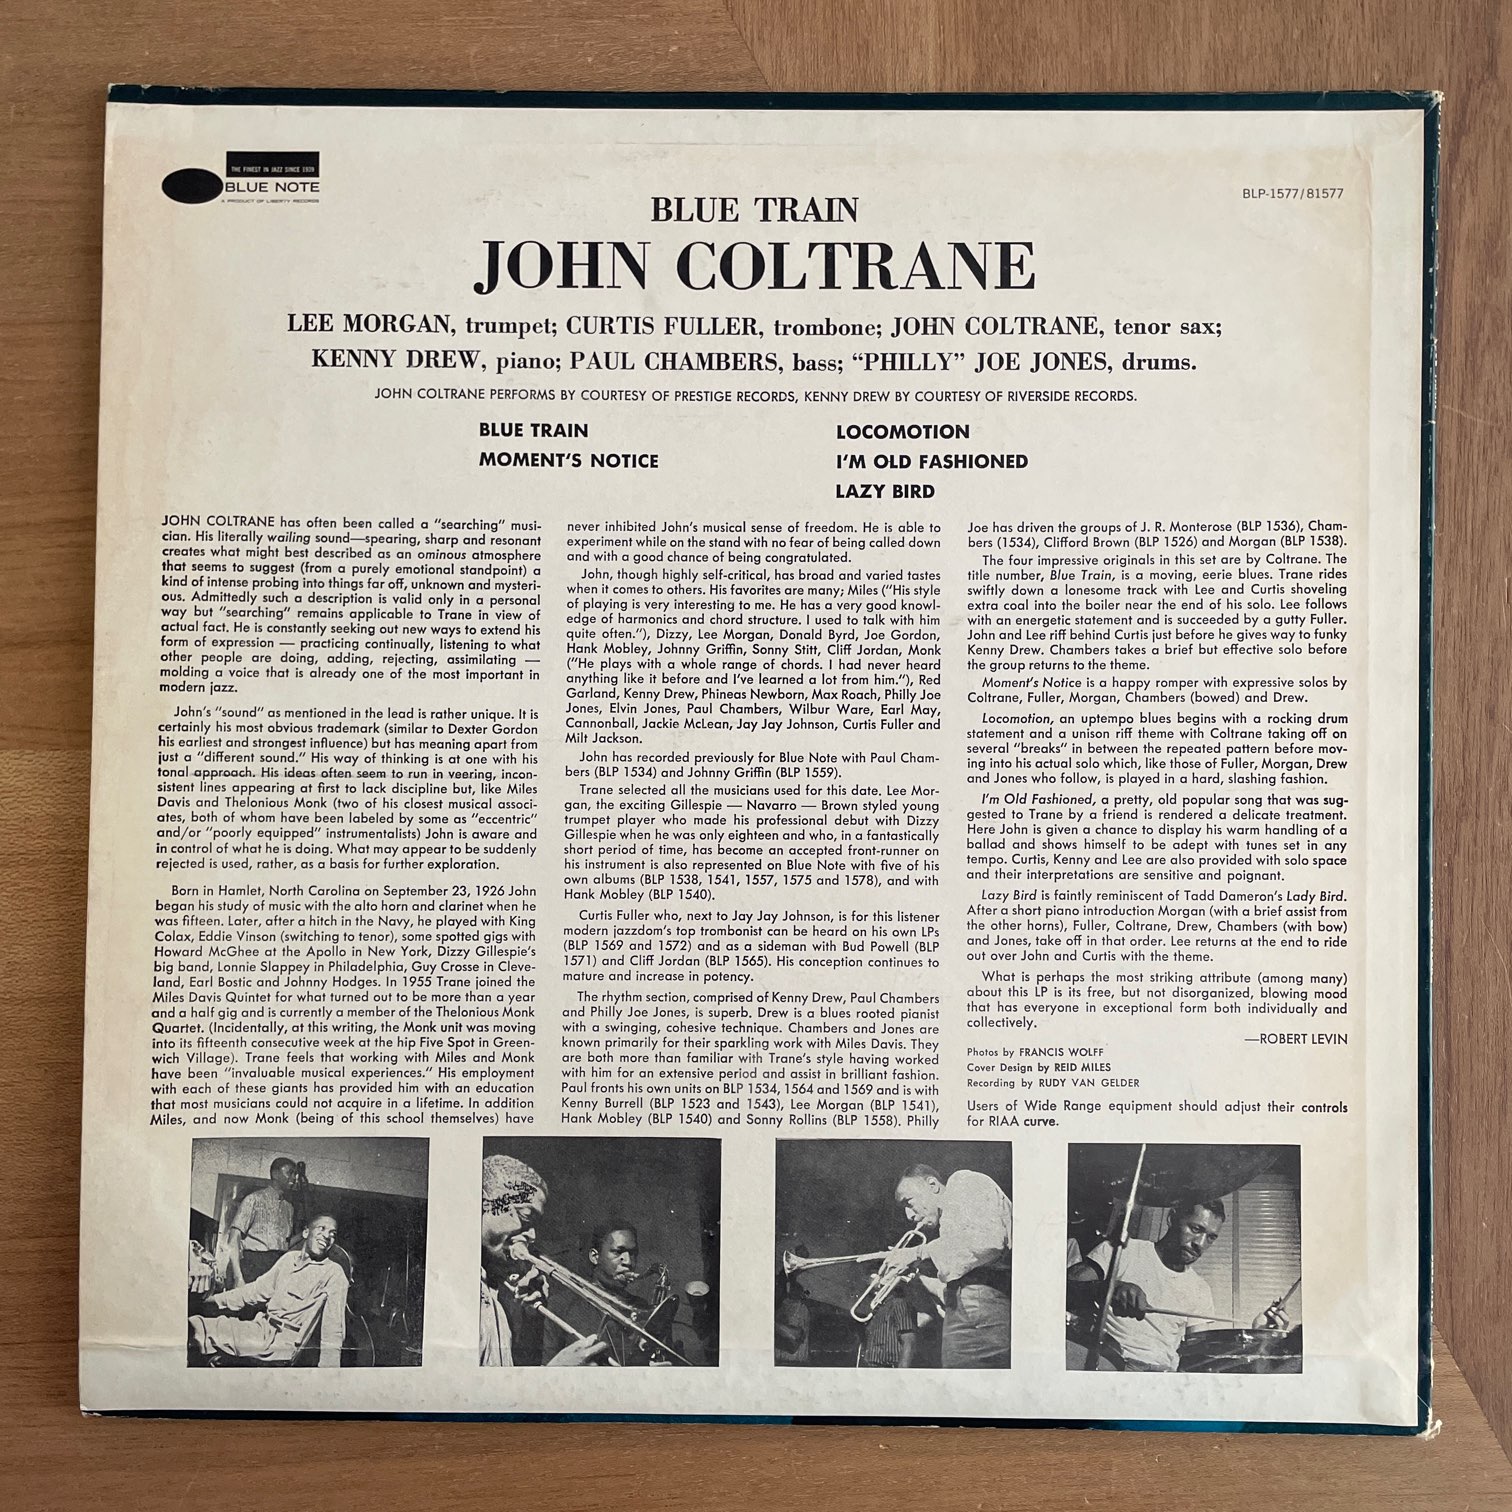 THE FINEST IN JAZZ SINCE 1939
BLUE NOTE
A PRODUCT OF LIBERTY RECORDS
BLP-1577/81577
BLUE TRAIN
JOHN COLTRANE
LEE MORGAN, trumpet; CURTIS FULLER, trombone; JOHN COLTRANE, tenor sax;
KENNY DREW, piano; PAUL CHAMBERS, bass; “PHILLY” JOE JONES, drums.
JOHN COLTRANE PERFORMS BY COURTESY OF PRESTIGE RECORDS, KENNY DREW BY COURTESY OF RIVERSIDE RECORDS.
BLUE TRAIN
MOMENT'S NOTICE
LOCOMOTION
I'M OLD FASHIONED
LAZY BIRD
JOHN COLTRANE has often been called a "searching" musi-
cian. His literally wailing sound—spearing, sharp and resonant
creates what might best described as an ominous atmosphere
that seems to suggest (from a purely emotional standpoint) a
kind of intense probing into things far off, unknown and mysteri-
ous. Admittedly such a description is valid only in a personal
way but "searching" remains applicable to Trane in view of
actual fact. He is constantly seeking out new ways to extend his
form of expression — practicing continually, listening to what
other people are doing, adding, rejecting, assimilating —
molding a voice that is already one of the most important in
modern jazz.
John's "sound" as mentioned in the lead is rather unique. It is
certainly his most obvious trademark (similar to Dexter Gordon
his earliest and strongest influence) but has meaning apart from
just a "different sound." His way of thinking is at one with his
tonal approach. His ideas often seem to run in veering, incon-
sistent lines appearing at first to lack discipline but, like Miles
Davis and Thelonious Monk (two of his closest musical associ-
ates, both of whom have been labeled by some as "eccentric"
and/or "poorly equipped" instrumentalists) John is aware and
in control of what he is doing. What may appear to be suddenly
rejected is used, rather, as a basis for further exploration.
Born in Hamlet, North Carolina on September 23, 1926 John
began his study of music with the alto horn and clarinet when he
was fifteen. Later, after a hitch in the Navy, he played with King
Colax, Eddie Vinson (switching to tenor), some spotted gigs with
Howard McGhee at the Apollo in New York, Dizzy Gillespie's
big band, Lonnie Slappey in Philadelphia, Guy Crosse in Cleve-
land, Earl Bostic and Johnny Hodges. In 1955 Trane joined the
Miles Davis Quintet for what turned out to be more than a year
and a half gig and is currently a member of the Thelonious Monk
Quartet. (Incidentally, at this writing, the Monk unit was moving
into its fifteenth consecutive week at the hip Five Spot in Green-
wich Village). Trane feels that working with Miles and Monk
have been "invaluable musical experiences." His employment
with each of these giants has provided him with an education
that most musicians could not acquire in a lifetime. In addition
Miles, and now Monk (being of this school themselves) have
never inhibited John's musical sense of freedom. He is able to
experiment while on the stand with no fear of being called down
and with a good chance of being congratulated.
John, though highly self-critical, has broad and varied tastes
when it comes to others. His favorites are many; Miles ("His style
of playing is very interesting to me. He has a very good knowl-
edge of harmonics and chord structure. I used to talk with him
quite often."), Dizzy, Lee Morgan, Donald Byrd, Joe Gordon,
Hank Mobley, Johnny Griffin, Sonny Stitt, Cliff Jordan, Monk
("He plays with a whole range of chords. I had never heard
anything like it before and I've learned a lot from him."), Red
Garland, Kenny Drew, Phineas Newborn, Max Roach, Philly Joe
Jones, Elvin Jones, Paul Chambers, Wilbur Ware, Earl May,
Cannonball, Jackie McLean, Jay Jay Johnson, Curtis Fuller and
Milt Jackson.
John has recorded previously for Blue Note with Paul Cham-
bers (BLP 1534) and Johnny Griffin (BLP 1559).
Trane selected all the musicians used for this date. Lee Mor-
gan, the exciting Gillespie — Navarro — Brown styled young
trumpet player who made his professional debut with Dizzy
Gillespie when he was only eighteen and who, in a fantastically
short period of time, has become an accepted front-runner on
his instrument is also represented on Blue Note with five of his
own albums (BLP 1538, 1541, 1557, 1575 and 1578), and with
Hank Mobley (BLP 1540).
Curtis Fuller who, next to Jay Jay Johnson, is for this listener
modern jazzdom's top trombonist can be heard on his own LPs
(BLP 1569 and 1572) and as a sideman with Bud Powell (BLP
1571) and Cliff Jordan (BLP 1565). His conception continues to
mature and increase in potency.
The rhythm section, comprised of Kenny Drew, Paul Chambers
and Philly Joe Jones, is superb. Drew is a blues rooted pianist
with a swinging, cohesive technique. Chambers and Jones are
known primarily for their sparkling work with Miles Davis. They
are both more than familiar with Trane's style having worked
with him for an extensive period and assist in brilliant fashion.
Paul fronts his own units on BLP 1534, 1564 and 1569 and is with
Kenny Burrell (BLP 1523 and 1543), Lee Morgan (BLP 1541),
Hank Mobley (BLP 1540) and Sonny Rollins (BLP 1558). Philly
Joe has driven the groups of J. R. Monterose (BLP 1536), Cham-
bers (1534), Clifford Brown (BLP 1526) and Morgan (BLP 1538).
The four impressive originals in this set are by Coltrane. The
title number, Blue Train, is a moving, eerie blues. Trane rides
swiftly down a lonesome track with Lee and Curtis shoveling
extra coal into the boiler near the end of his solo. Lee follows
with an energetic statement and is succeeded by a gutty Fuller.
John and Lee riff behind Curtis just before he gives way to funky
Kenny Drew. Chambers takes a brief but effective solo before
the group returns to the theme.
Moment's Notice is a happy romper with expressive solos by
Coltrane, Fuller, Morgan, Chambers (bowed) and Drew.
Locomotion, an uptempo blues begins with a rocking drum
statement and a unison riff theme with Coltrane taking off on
several "breaks" in between the repeated pattern before mov-
ing into his actual solo which, like those of Fuller, Morgan, Drew
and Jones who follow, is played in a hard, slashing fashion.
I'm Old Fashioned, a pretty, old popular song that was sug-
gested to Trane by a friend is rendered a delicate treatment.
Here John is given a chance to display his warm handling of a
ballad and shows himself to be adept with tunes set in any
tempo. Curtis, Kenny and Lee are also provided with solo space
and their interpretations are sensitive and poignant.
Lazy Bird is faintly reminiscent of Tadd Dameron's Lady Bird.
After a short piano introduction Morgan (with a brief assist from
the other horns), Fuller, Coltrane, Drew, Chambers (with bow)
and Jones, take off in that order. Lee returns at the end to ride
out over John and Curtis with the theme.
What is perhaps the most striking attribute (among many)
about this LP is its free, but not disorganized, blowing mood
that has everyone in exceptional form both individually and
collectively.
—ROBERT LEVIN
Photos by FRANCIS WOLFF
Cover Design by REID MILES
Recording by RUDY VAN GELDER
Users of Wide Range equipment should adjust their controls
for RIAA curve.